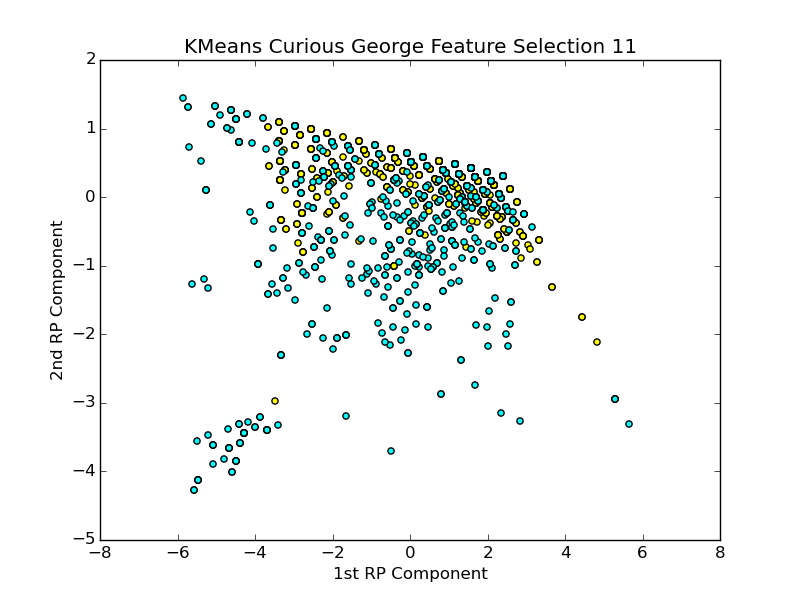 KMeans Curious George Feature Selection 11
2
1
0
−1
−2
−3
−4
−5
2nd RP Component
−8 −6 −4 −2 0 2 4 6 8
1st RP Component